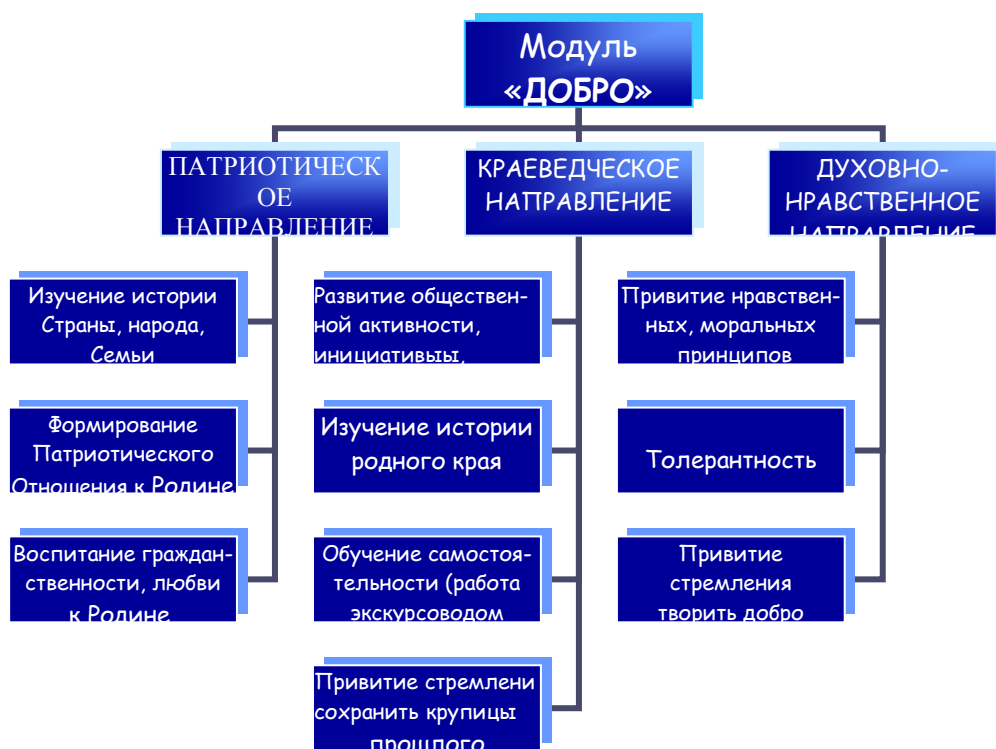 Модуль
«ДОБРО»
ПАТРИОТИЧЕСК
ОЕ
НАПРАВЛЕНИЕ
КРАЕВЕДЧЕСКОЕ
НАПРАВЛЕНИЕ
ДУХОВНО-
НРАВСТВЕННОЕ
НАПРАВЛЕНИЕ
Изучение истории
Страны, народа,
Семьи
Формирование
Патриотического
Отношения к Родине
Воспитание граждан-
ственности, любви
к Родине
Развитие обществен-
ной активности,
инициативыы,
Изучение истории
родного края
Обучение самостоя-
тельности (работа
экскурсоводом
Привитие стремлени
сохранить крупицы
прошлого
Привитие нравствен-
ных, моральных
принципов
Толерантность
Привитие
стремления
творить добро